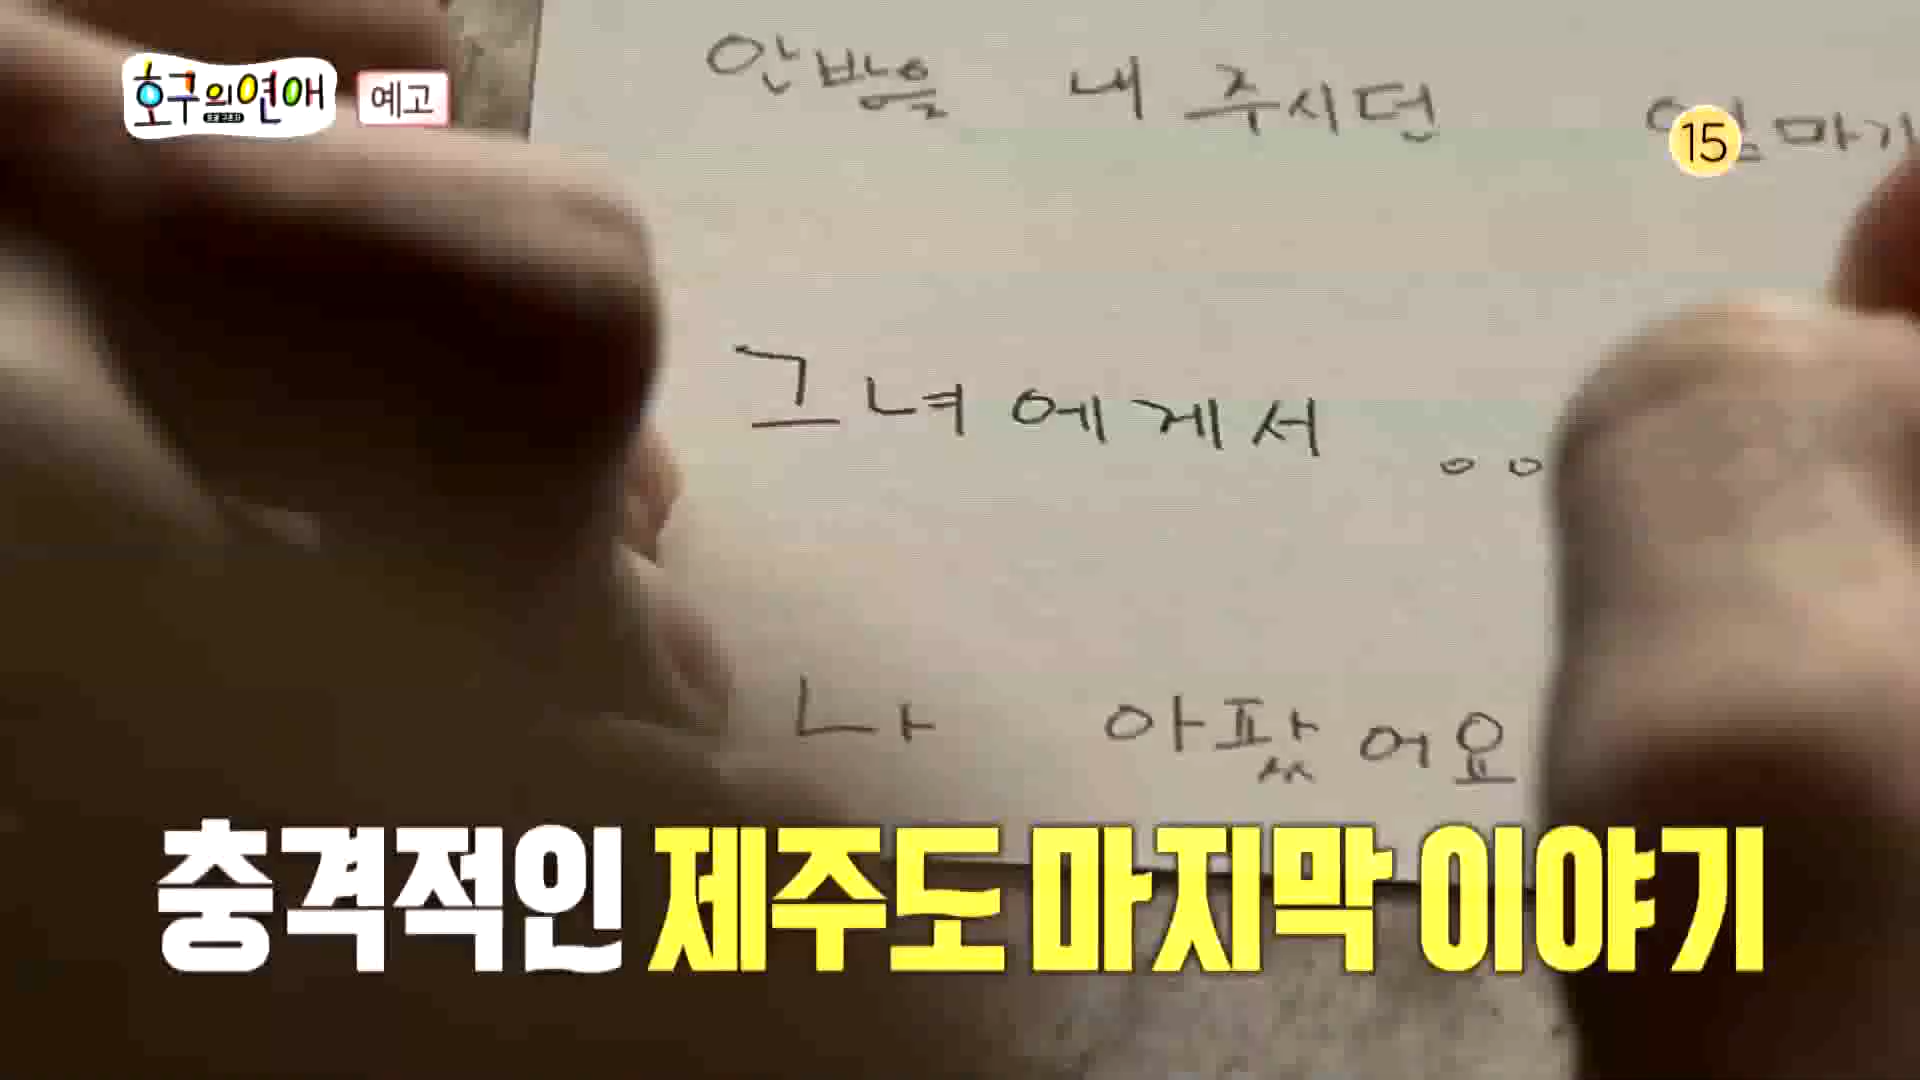 호구의연애 예고
15
안방을 내 주시던
그녀에게서 。。
나 아팠어요
충격적인 제주도 마지막 이야기